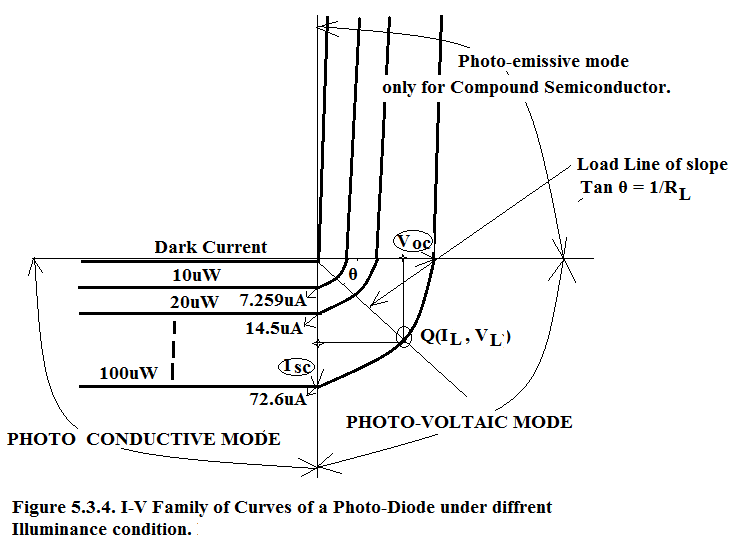 Photo-emissive mode
only for Compound Semiconductor.
Load Line of slope
Tan θ = 1/RL
Dark Current
Voc
10uW
θ
20uW
7.259uA
14.5uA
Q(IL , VL)
Isc
100uW
72.6uA
PHOTO CONDUCTIVE MODE
PHOTO-VOLTAIC MODE
Figure 5.3.4. I-V Family of Curves of a Photo-Diode under diffrent
Illuminance condition.